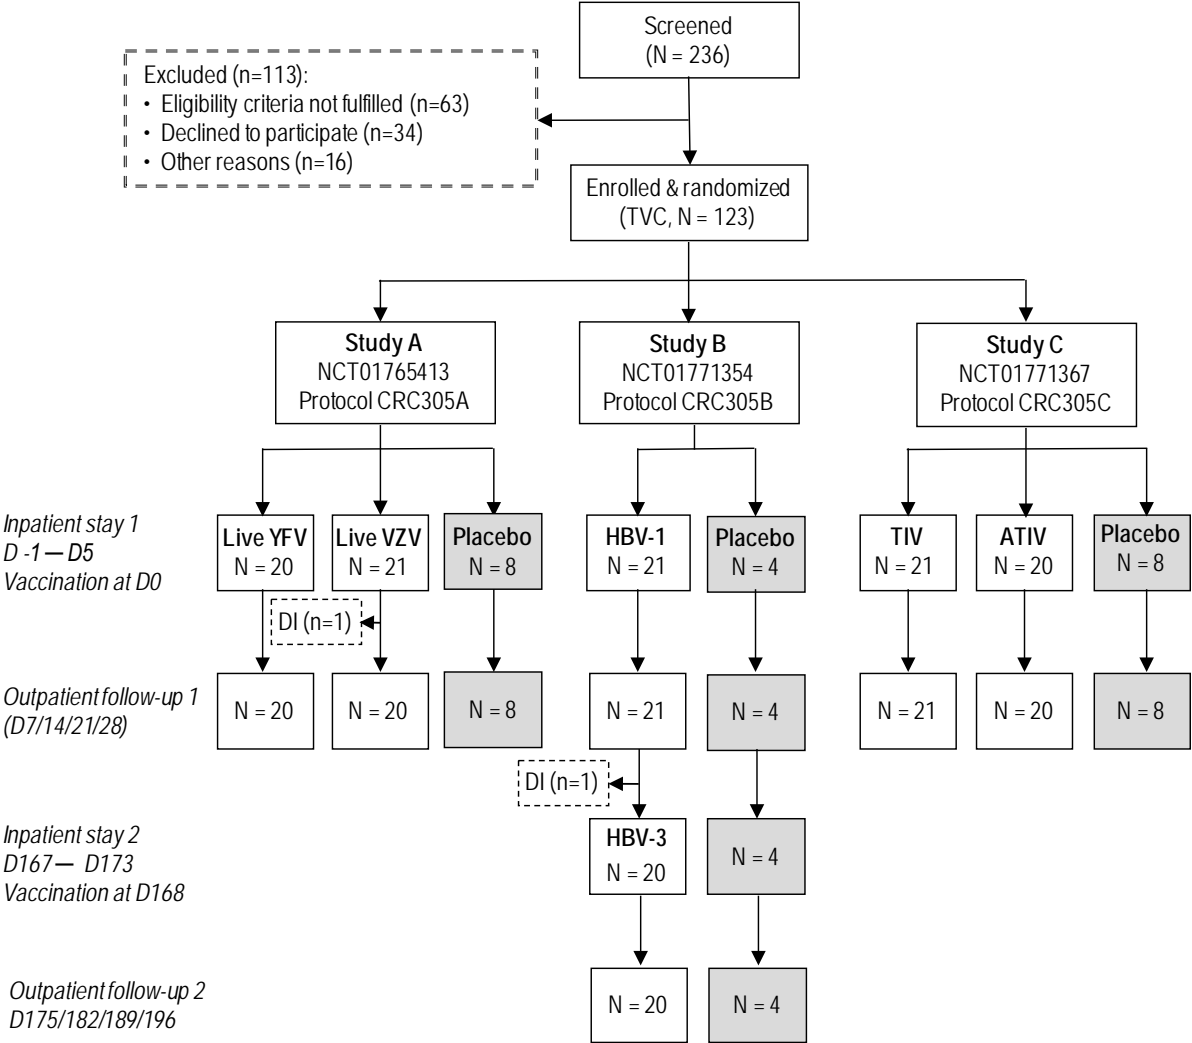 Screened
(N = 236)
Excluded (n=113):
• Eligibility criteria not fulfilled (n=63)
• Declined to participate (n=34)
• Other reasons (n=16)
Enrolled & randomized
(TVC, N = 123)
Study A
NCT01765413
Protocol CRC305A
Study B
NCT01771354
Protocol CRC305B
Study C
NCT01771367
Protocol CRC305C
Inpatient stay 1
D -1 — D5
Vaccination at D0
Live YFV
N = 20
Live VZV
N = 21
Placebo
N = 8
HBV-1
N = 21
Placebo
N = 4
TIV
N = 21
ATIV
N = 20
Placebo
N = 8
DI (n=1)
Outpatient follow-up 1
(D7/14/21/28)
N = 20
N = 20
N = 8
N = 21
N = 4
N = 21
N = 20
N = 8
DI (n=1)
Inpatient stay 2
D167 — D173
Vaccination at D168
HBV-3
N = 20
N = 4
Outpatient follow-up 2
D175/182/189/196
N = 20
N = 4